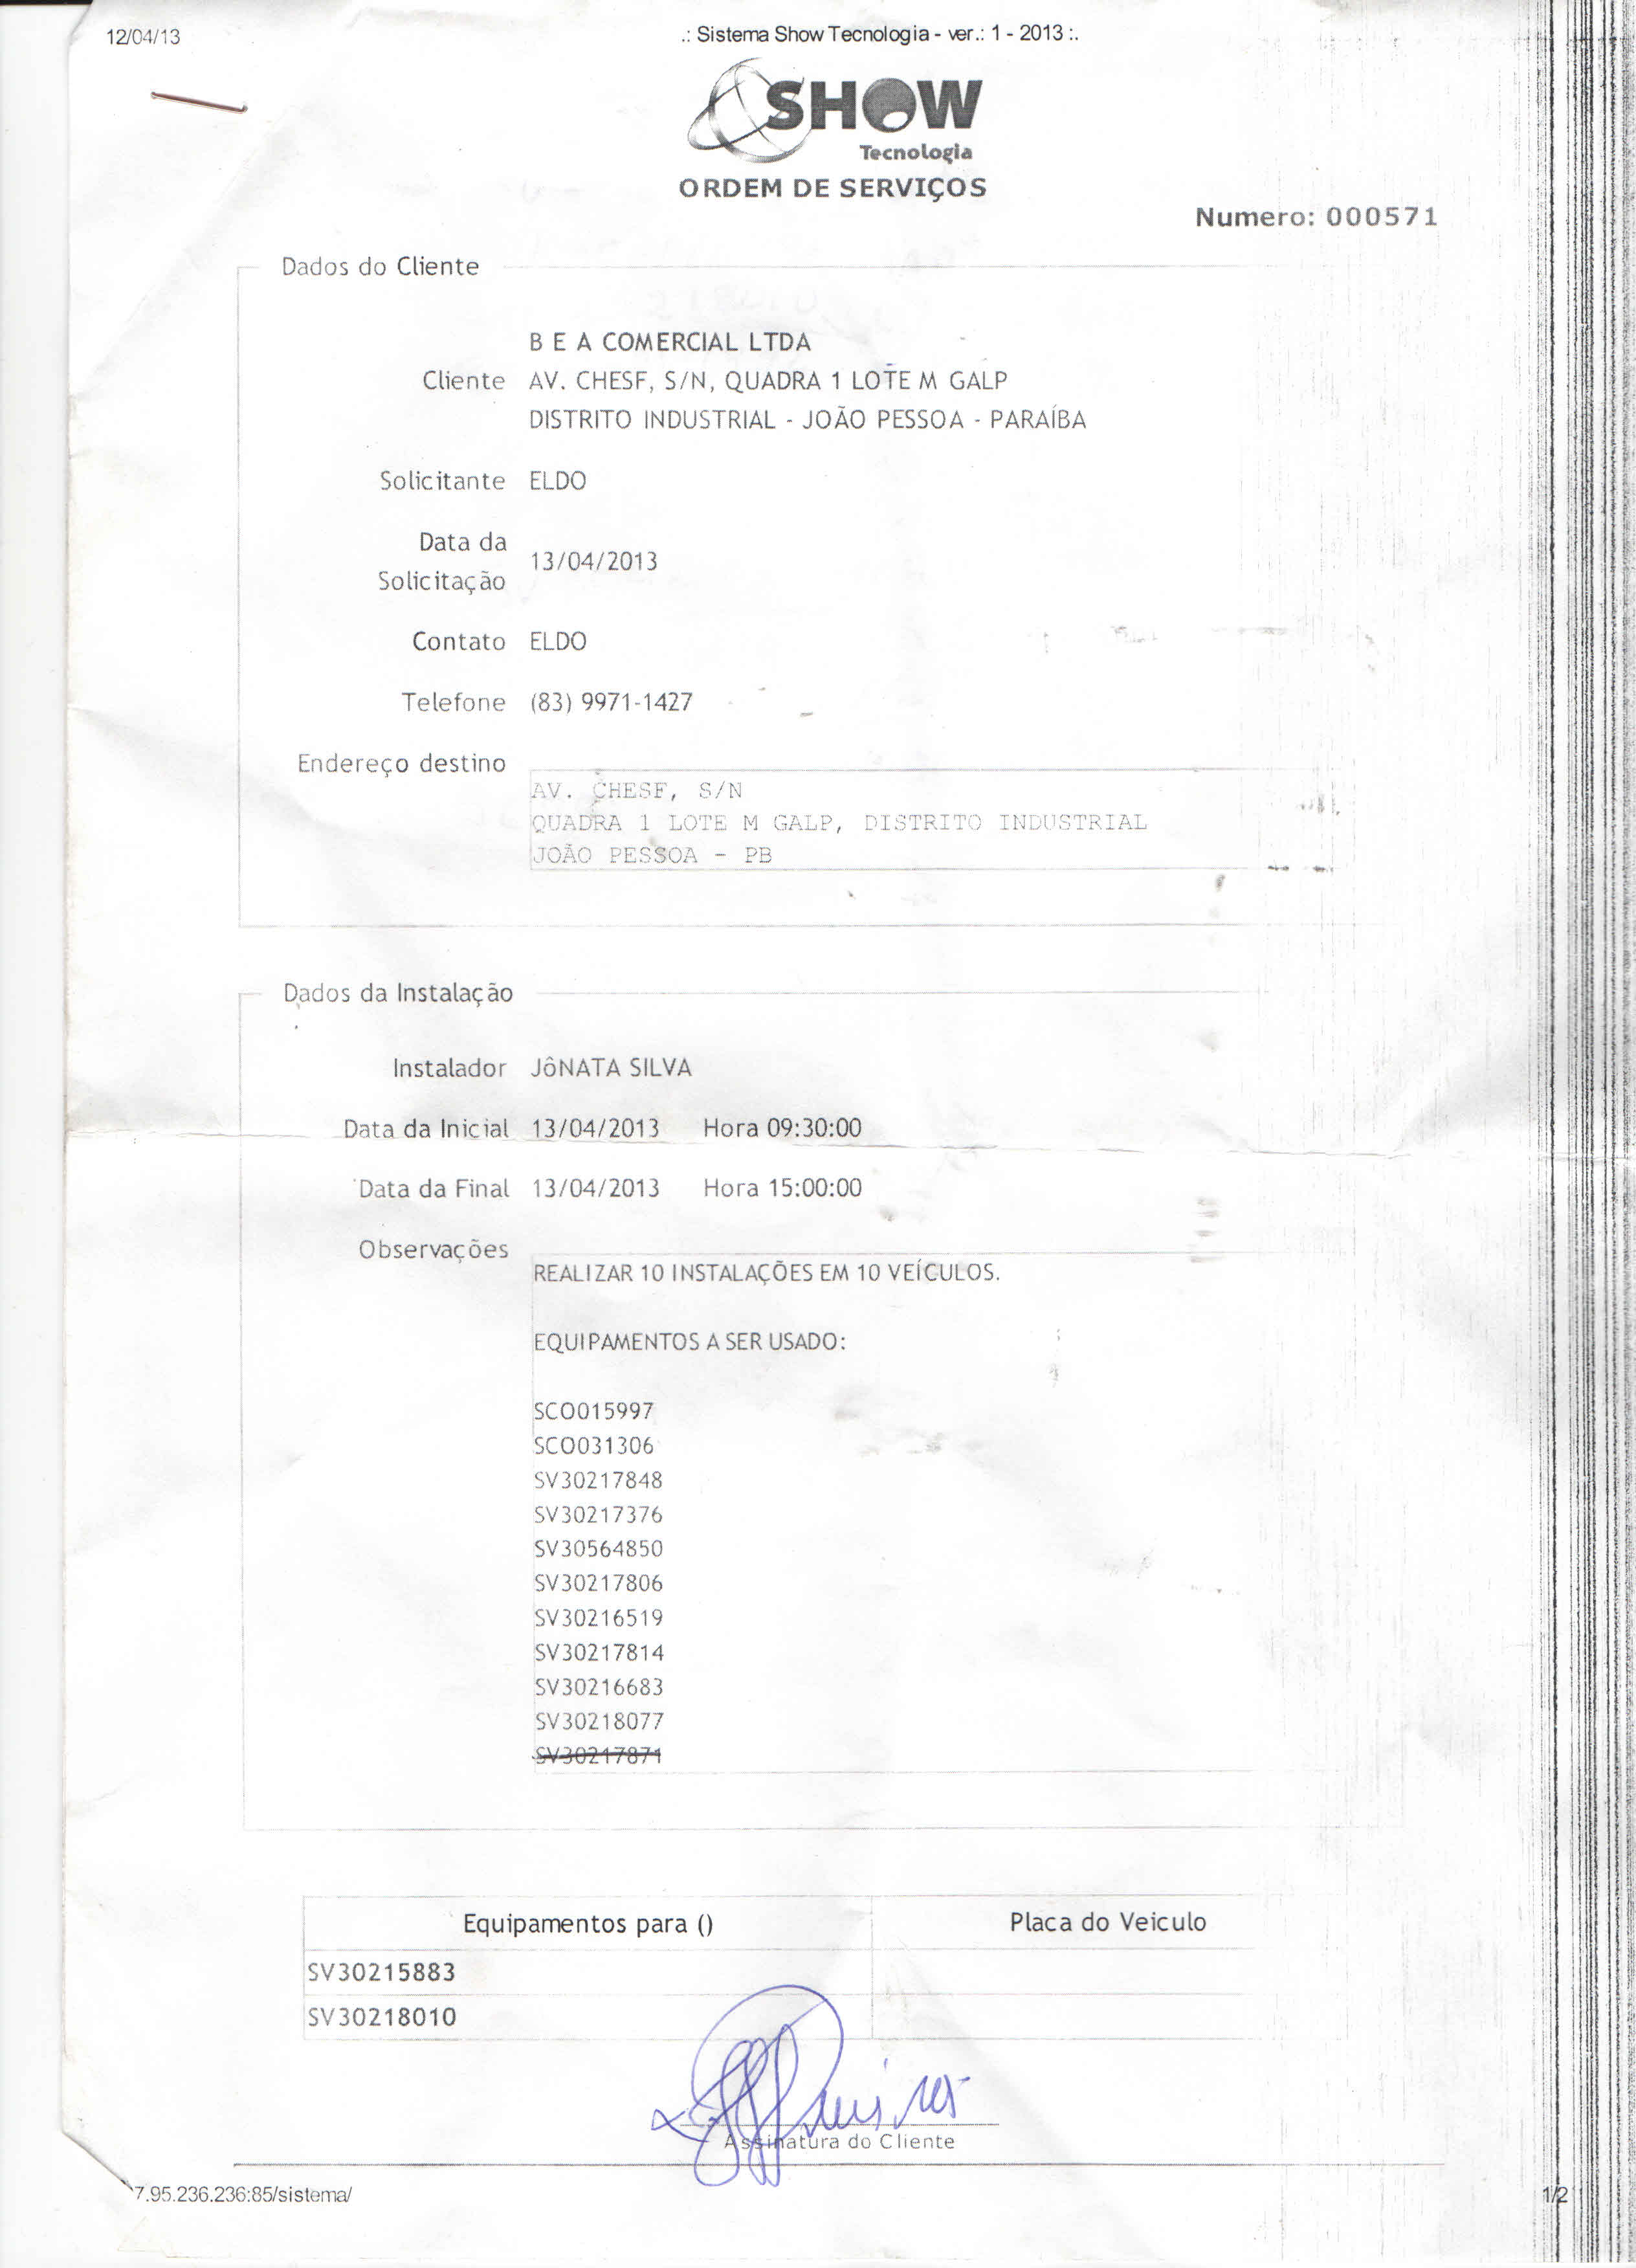 12/04/13
.: Sistema Show Tecnologia - ver.: 1 - 2013 :.
SHOW
Tecnologia
ORDEM DE SERVIÇOS
Numero: 000571
Dados do Cliente
B E A COMERCIAL LTDA
Cliente AV. CHESF, S/N, QUADRA 1 LOTE M GALP
DISTRITO INDUSTRIAL - JOÃO PESSOA - PARAÍBA
Solicitante ELDO
Data da Solicitação 13/04/2013
Contato ELDO
Telefone (83) 9971-1427
Endereço destino
AV. CHESF, S/N
QUADRA 1 LOTE M GALP, DISTRITO INDUSTRIAL
JOÃO PESSOA - PB
Dados da Instalação
Instalador JÔNATA SILVA
Data da Inicial 13/04/2013 Hora 09:30:00
Data da Final 13/04/2013 Hora 15:00:00
Observações
REALIZAR 10 INSTALAÇÕES EM 10 VEÍCULOS.
EQUIPAMENTOS A SER USADO:
SCO015997
SCO031306
SV30217848
SV30217376
SV30564850
SV30217806
SV30216519
SV30217814
SV30216683
SV30218077
SV30217871
Equipamentos para () Placa do Veiculo
SV30215883
SV30218010
Assinatura do Cliente
7.95.236.236:85/sistema/
1/2